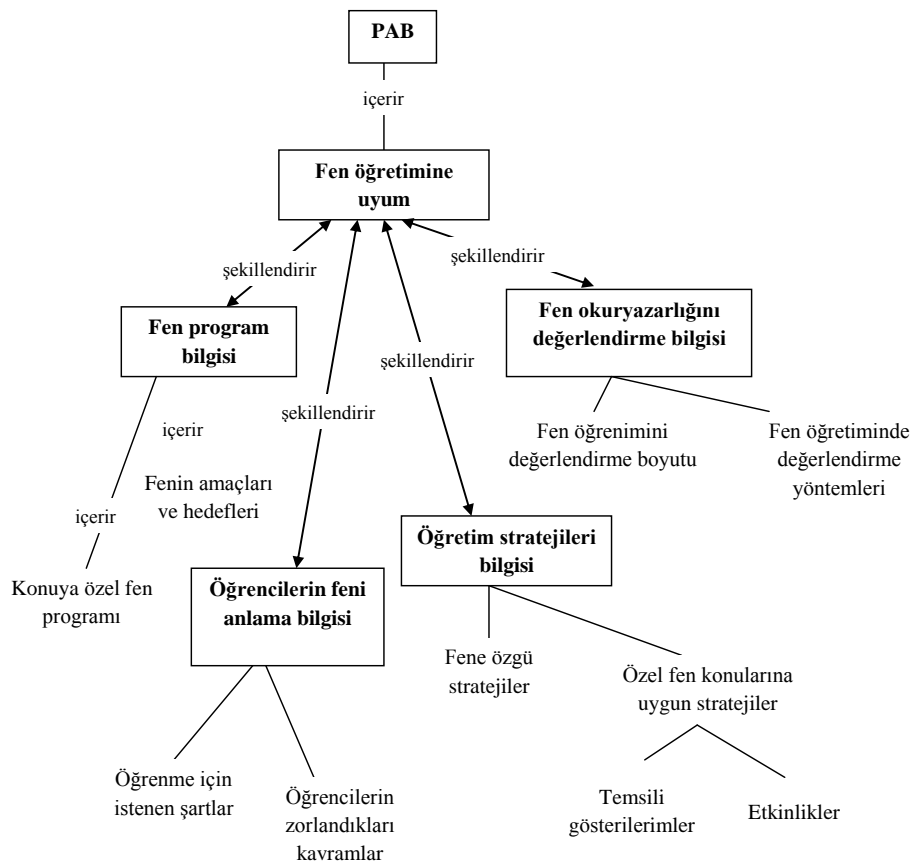 PAB
içerir
Fen öğretimine
uyum
şekillendirir
şekillendirir
Fen program
bilgisi
Fen okuryazarlığını
değerlendirme bilgisi
şekillendirir
şekillendirir
içerir
Fen öğrenimini
değerlendirme boyutu
Fen öğretiminde
değerlendirme
yöntemleri
Fenin amaçları
ve hedefleri
içerir
Konuya özel fen
programı
Öğretim stratejileri
bilgisi
Öğrencilerin feni
anlama bilgisi
Fene özgü
stratejiler
Özel fen konularına
uygun stratejiler
Öğrenme için
istenen şartlar
Öğrencilerin
zorlandıkları
kavramlar
Temsili
gösterilerimler
Etkinlikler